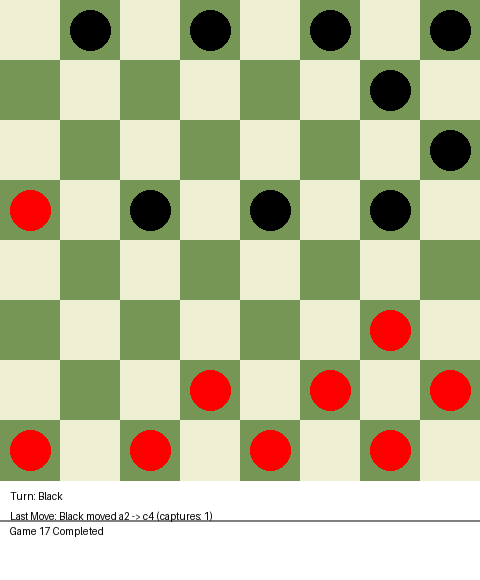 Turn: Black
Last Move: Black moved a2 -> c4 (captures: 1)
Game 17 Completed